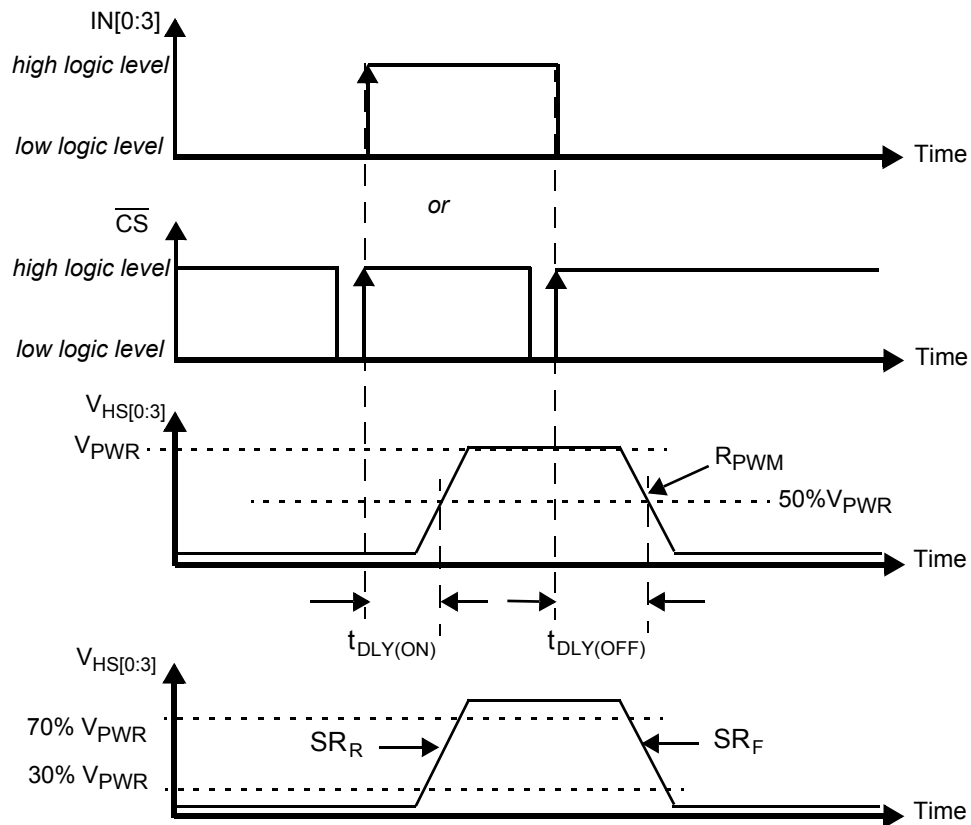 IN[0:3]
high logic level
low logic level
Time
or
CS
high logic level
low logic level
Time
VHS[0:3]
VPWR
RPWM
50%VPWR
Time
tDLY(ON)
tDLY(OFF)
VHS[0:3]
70% VPWR
SRR
SRF
30% VPWR
Time